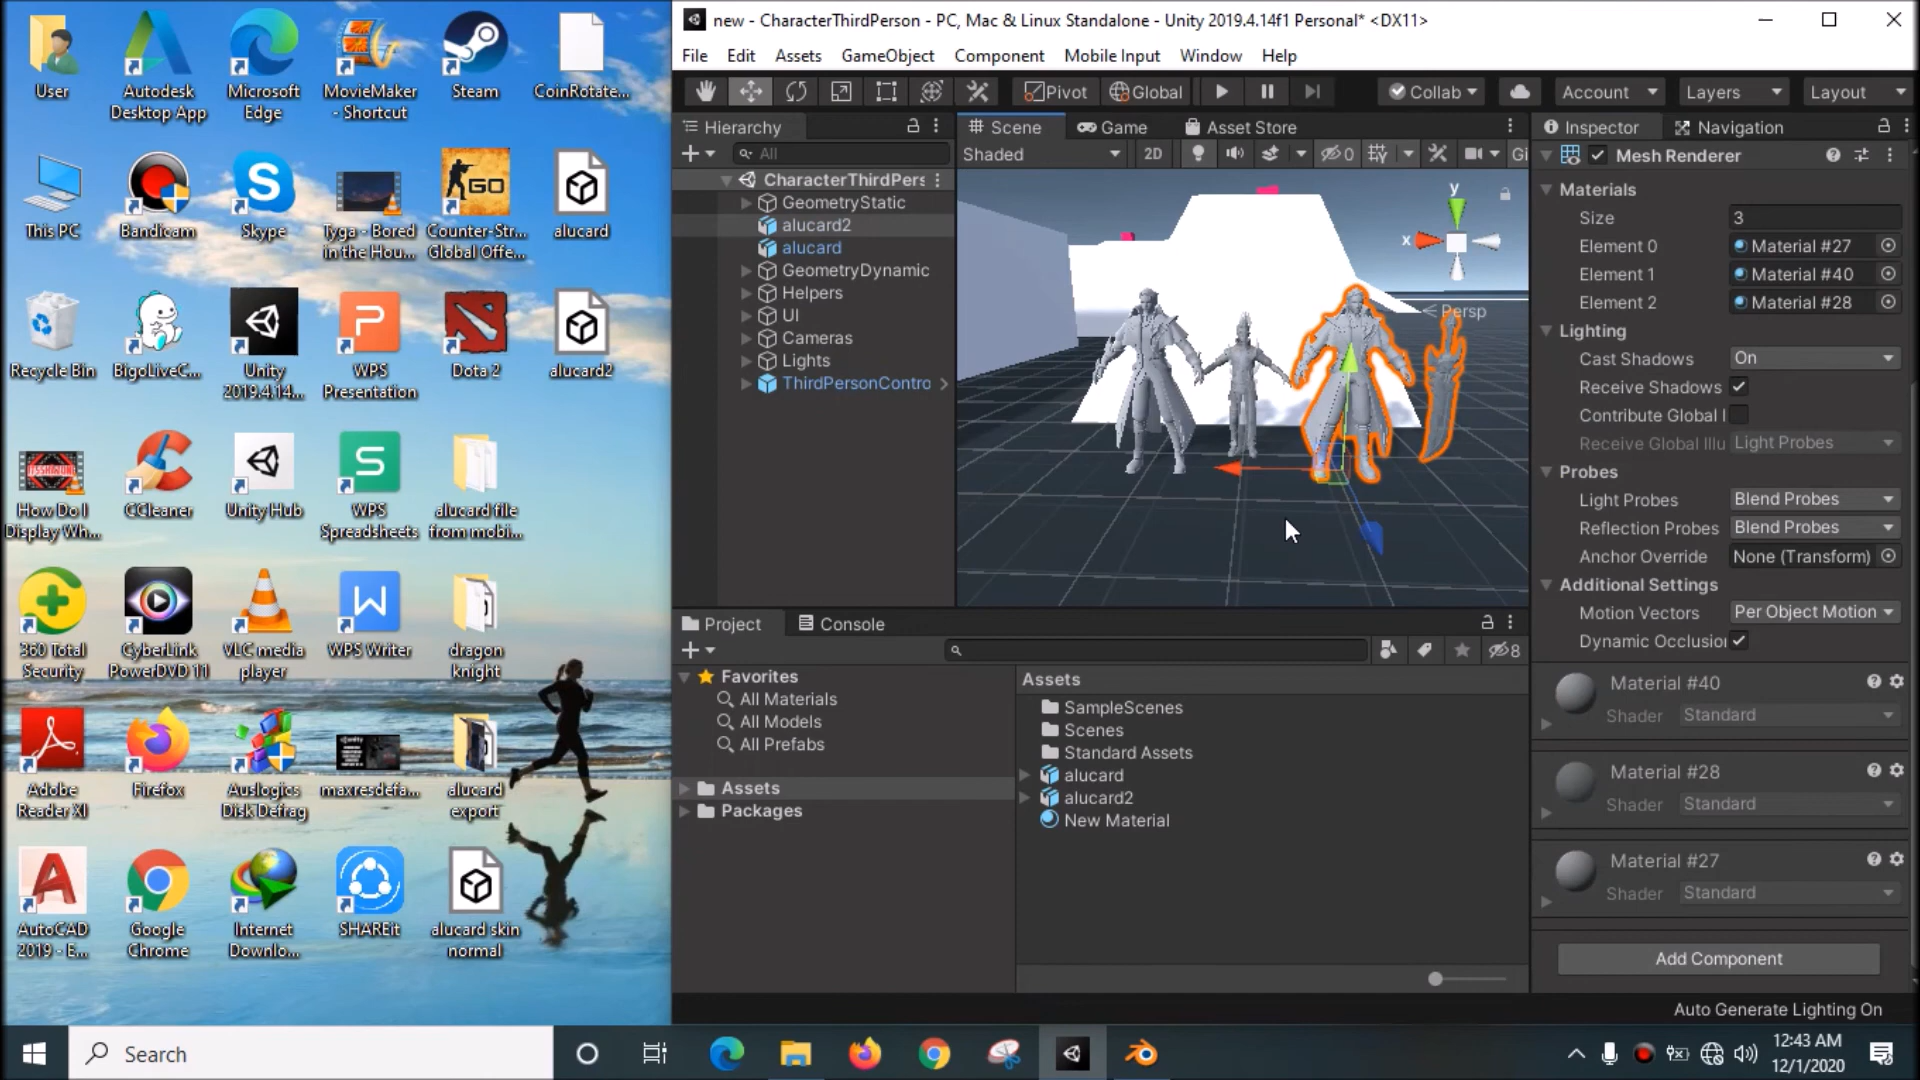 User
Autodesk
Desktop App
Microsoft
Edge
MovieMaker
- Shortcut
Steam
CoinRotate...
This PC
Bandicam
Skype
Tyga - Bored
in the Hou...
Counter-Str...
Global Offe...
alucard
Recycle Bin
BigoLiveC...
Unity
2019.4.14...
WPS
Presentation
Dota 2
alucard2
How Do I
Display Wh...
CCleaner
Unity Hub
WPS
Spreadsheets
alucard file
from mobi...
360 Total
Security
CyberLink
PowerDVD 11
VLC media
player
WPS Writer
dragon
knight
Adobe
Reader XI
Firefox
Auslogics
Disk Defrag
maxresdefa...
alucard
export
AutoCAD
2019 - E...
Google
Chrome
Internet
Downlo...
SHAREit
alucard skin
normal
new - CharacterThirdPerson - PC, Mac & Linux Standalone - Unity 2019.4.14f1 Personal* <DX11>
File Edit Assets GameObject Component Mobile Input Window Help
Pivot Global Collab Account Layers Layout
Hierarchy
All
CharacterThirdPers
GeometryStatic
alucard2
alucard
GeometryDynamic
Helpers
UI
Cameras
Lights
ThirdPersonContro
Scene Game Asset Store
Shaded 2D 0 Gi
y
x
Persp
Inspector Navigation
Mesh Renderer
Materials
Size 3
Element 0 Material #27
Element 1 Material #40
Element 2 Material #28
Lighting
Cast Shadows On
Receive Shadows
Contribute Global I
Receive Global Illu Light Probes
Probes
Light Probes Blend Probes
Reflection Probes Blend Probes
Anchor Override None (Transform)
Additional Settings
Motion Vectors Per Object Motion
Dynamic Occlusion
Material #40
Shader Standard
Material #28
Shader Standard
Material #27
Shader Standard
Add Component
Auto Generate Lighting On
Project Console
8
Favorites
All Materials
All Models
All Prefabs
Assets
Packages
Assets
SampleScenes
Scenes
Standard Assets
alucard
alucard2
New Material
Search
12:43 AM
12/1/2020